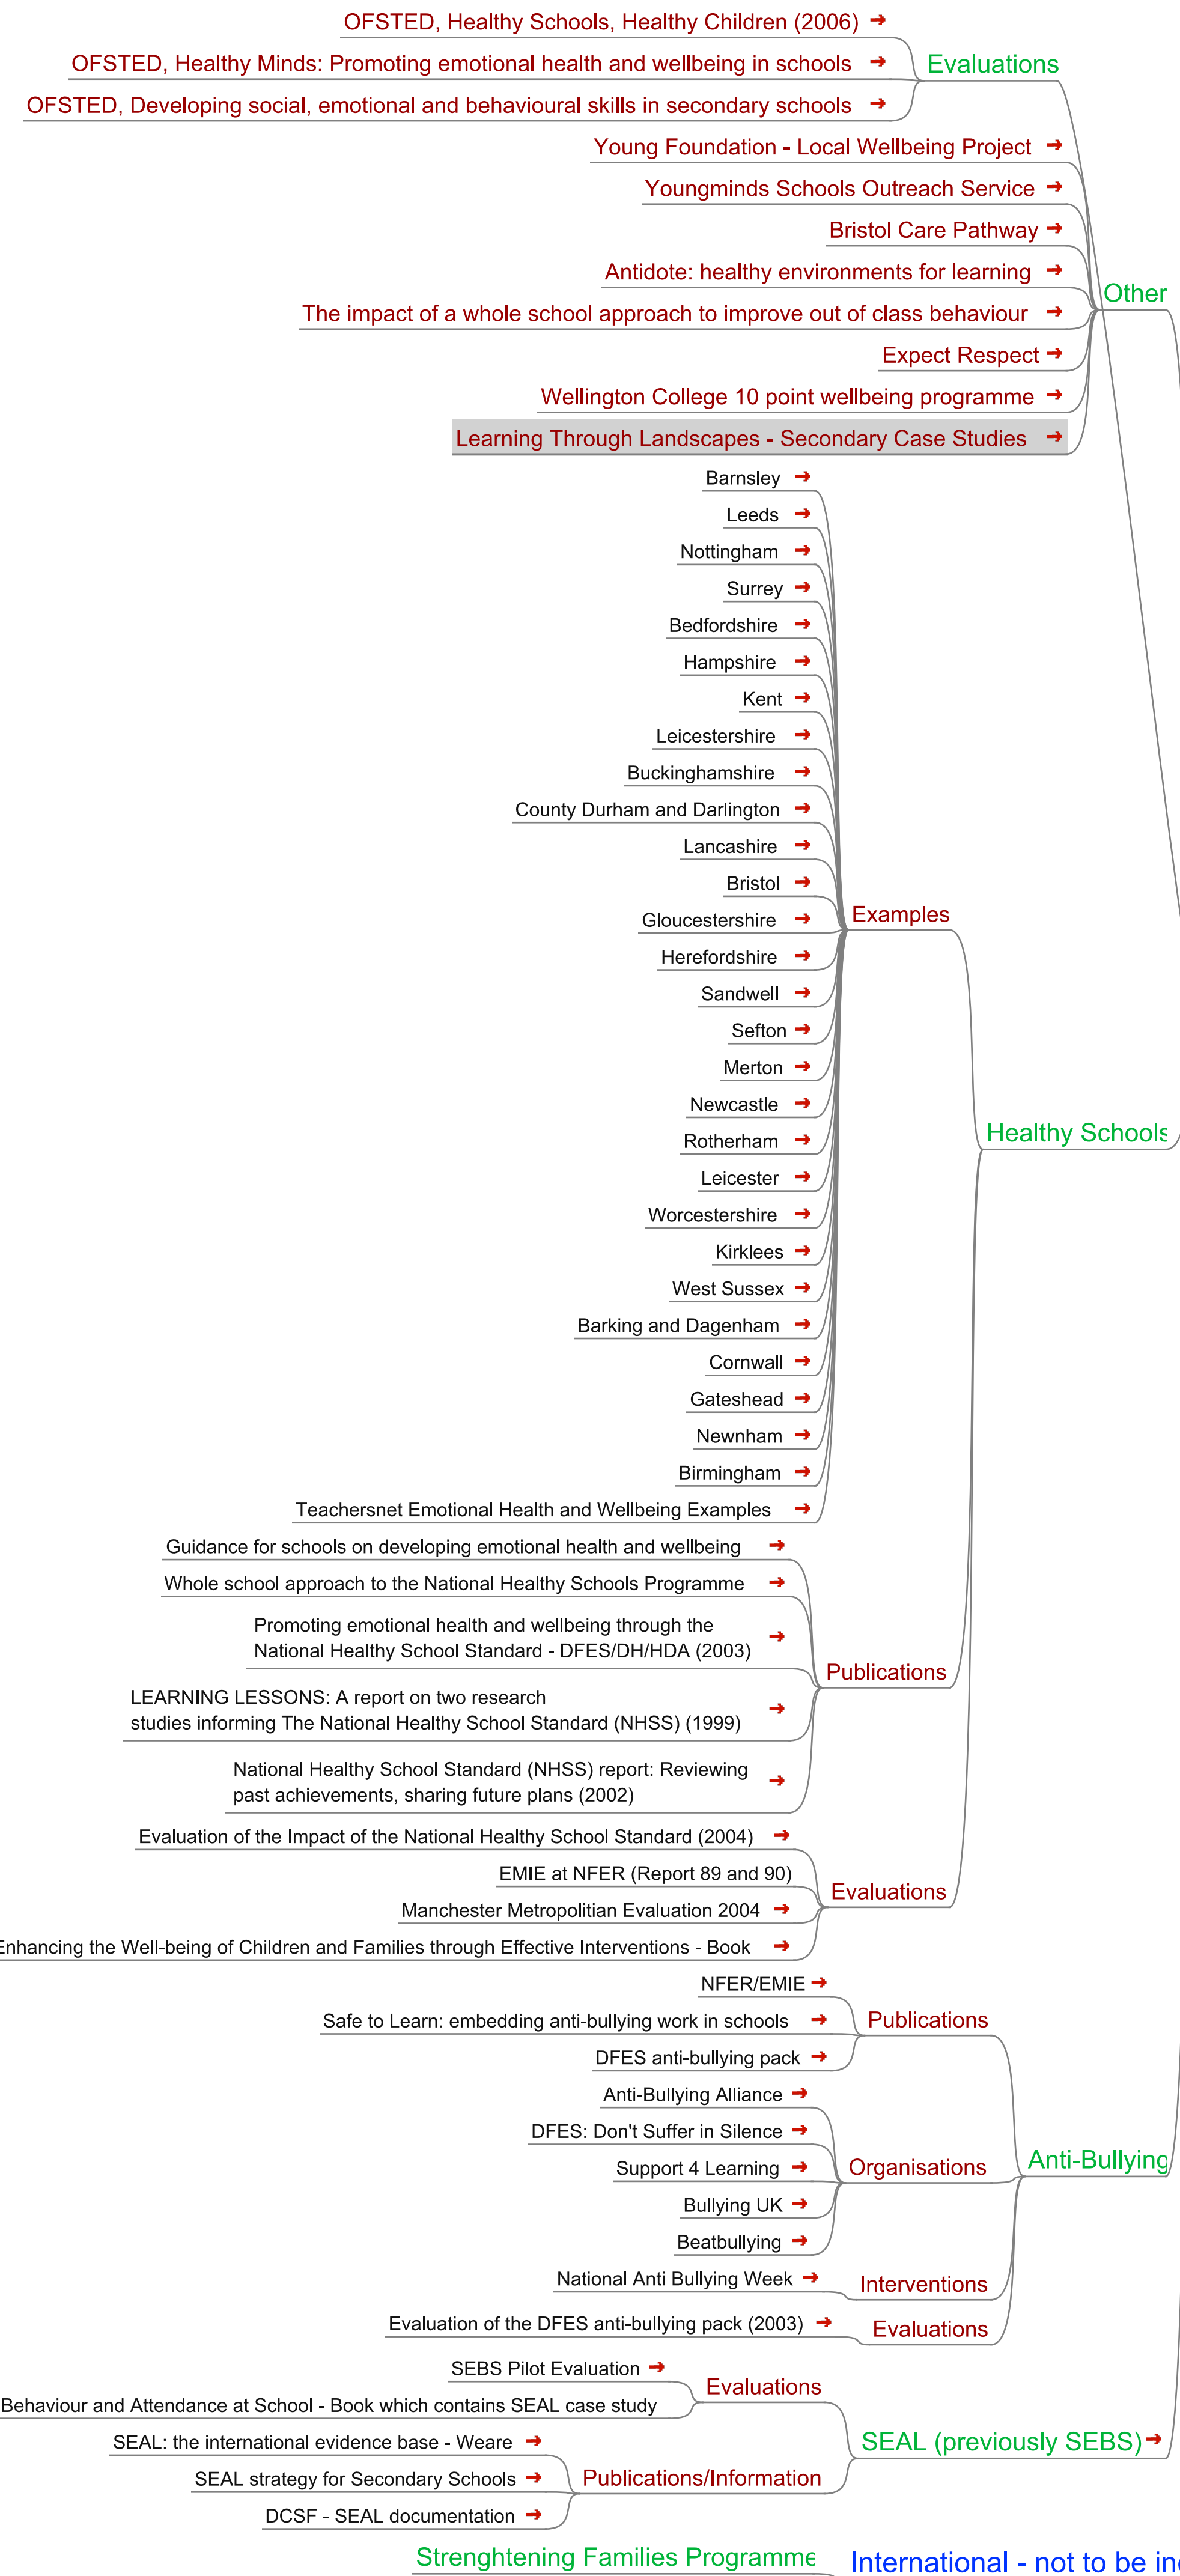 OFSTED, Healthy Schools, Healthy Children (2006)
OFSTED, Healthy Minds: Promoting emotional health and wellbeing in schools
OFSTED, Developing social, emotional and behavioural skills in secondary schools
Evaluations
Young Foundation - Local Wellbeing Project
Youngminds Schools Outreach Service
Bristol Care Pathway
Antidote: healthy environments for learning
The impact of a whole school approach to improve out of class behaviour
Expect Respect
Wellington College 10 point wellbeing programme
Learning Through Landscapes - Secondary Case Studies
Other
Barnsley
Leeds
Nottingham
Surrey
Bedfordshire
Hampshire
Kent
Leicestershire
Buckinghamshire
County Durham and Darlington
Lancashire
Bristol
Gloucestershire
Herefordshire
Sandwell
Sefton
Merton
Newcastle
Rotherham
Leicester
Worcestershire
Kirklees
West Sussex
Barking and Dagenham
Cornwall
Gateshead
Newnham
Birmingham
Teachersnet Emotional Health and Wellbeing Examples
Examples
Guidance for schools on developing emotional health and wellbeing
Whole school approach to the National Healthy Schools Programme
Promoting emotional health and wellbeing through the
National Healthy School Standard - DFES/DH/HDA (2003)
LEARNING LESSONS: A report on two research
studies informing The National Healthy School Standard (NHSS) (1999)
National Healthy School Standard (NHSS) report: Reviewing
past achievements, sharing future plans (2002)
Publications
Evaluation of the Impact of the National Healthy School Standard (2004)
EMIE at NFER (Report 89 and 90)
Manchester Metropolitian Evaluation 2004
Enhancing the Well-being of Children and Families through Effective Interventions - Book
Evaluations
Healthy Schools
NFER/EMIE
Safe to Learn: embedding anti-bullying work in schools
DFES anti-bullying pack
Publications
Anti-Bullying Alliance
DFES: Don't Suffer in Silence
Support 4 Learning
Bullying UK
Beatbullying
Organisations
National Anti Bullying Week
Interventions
Evaluation of the DFES anti-bullying pack (2003)
Evaluations
Anti-Bullying
SEBS Pilot Evaluation
Behaviour and Attendance at School - Book which contains SEAL case study
Evaluations
SEAL: the international evidence base - Weare
SEAL strategy for Secondary Schools
DCSF - SEAL documentation
Publications/Information
SEAL (previously SEBS)
Strenghtening Families Programme
International - not to be